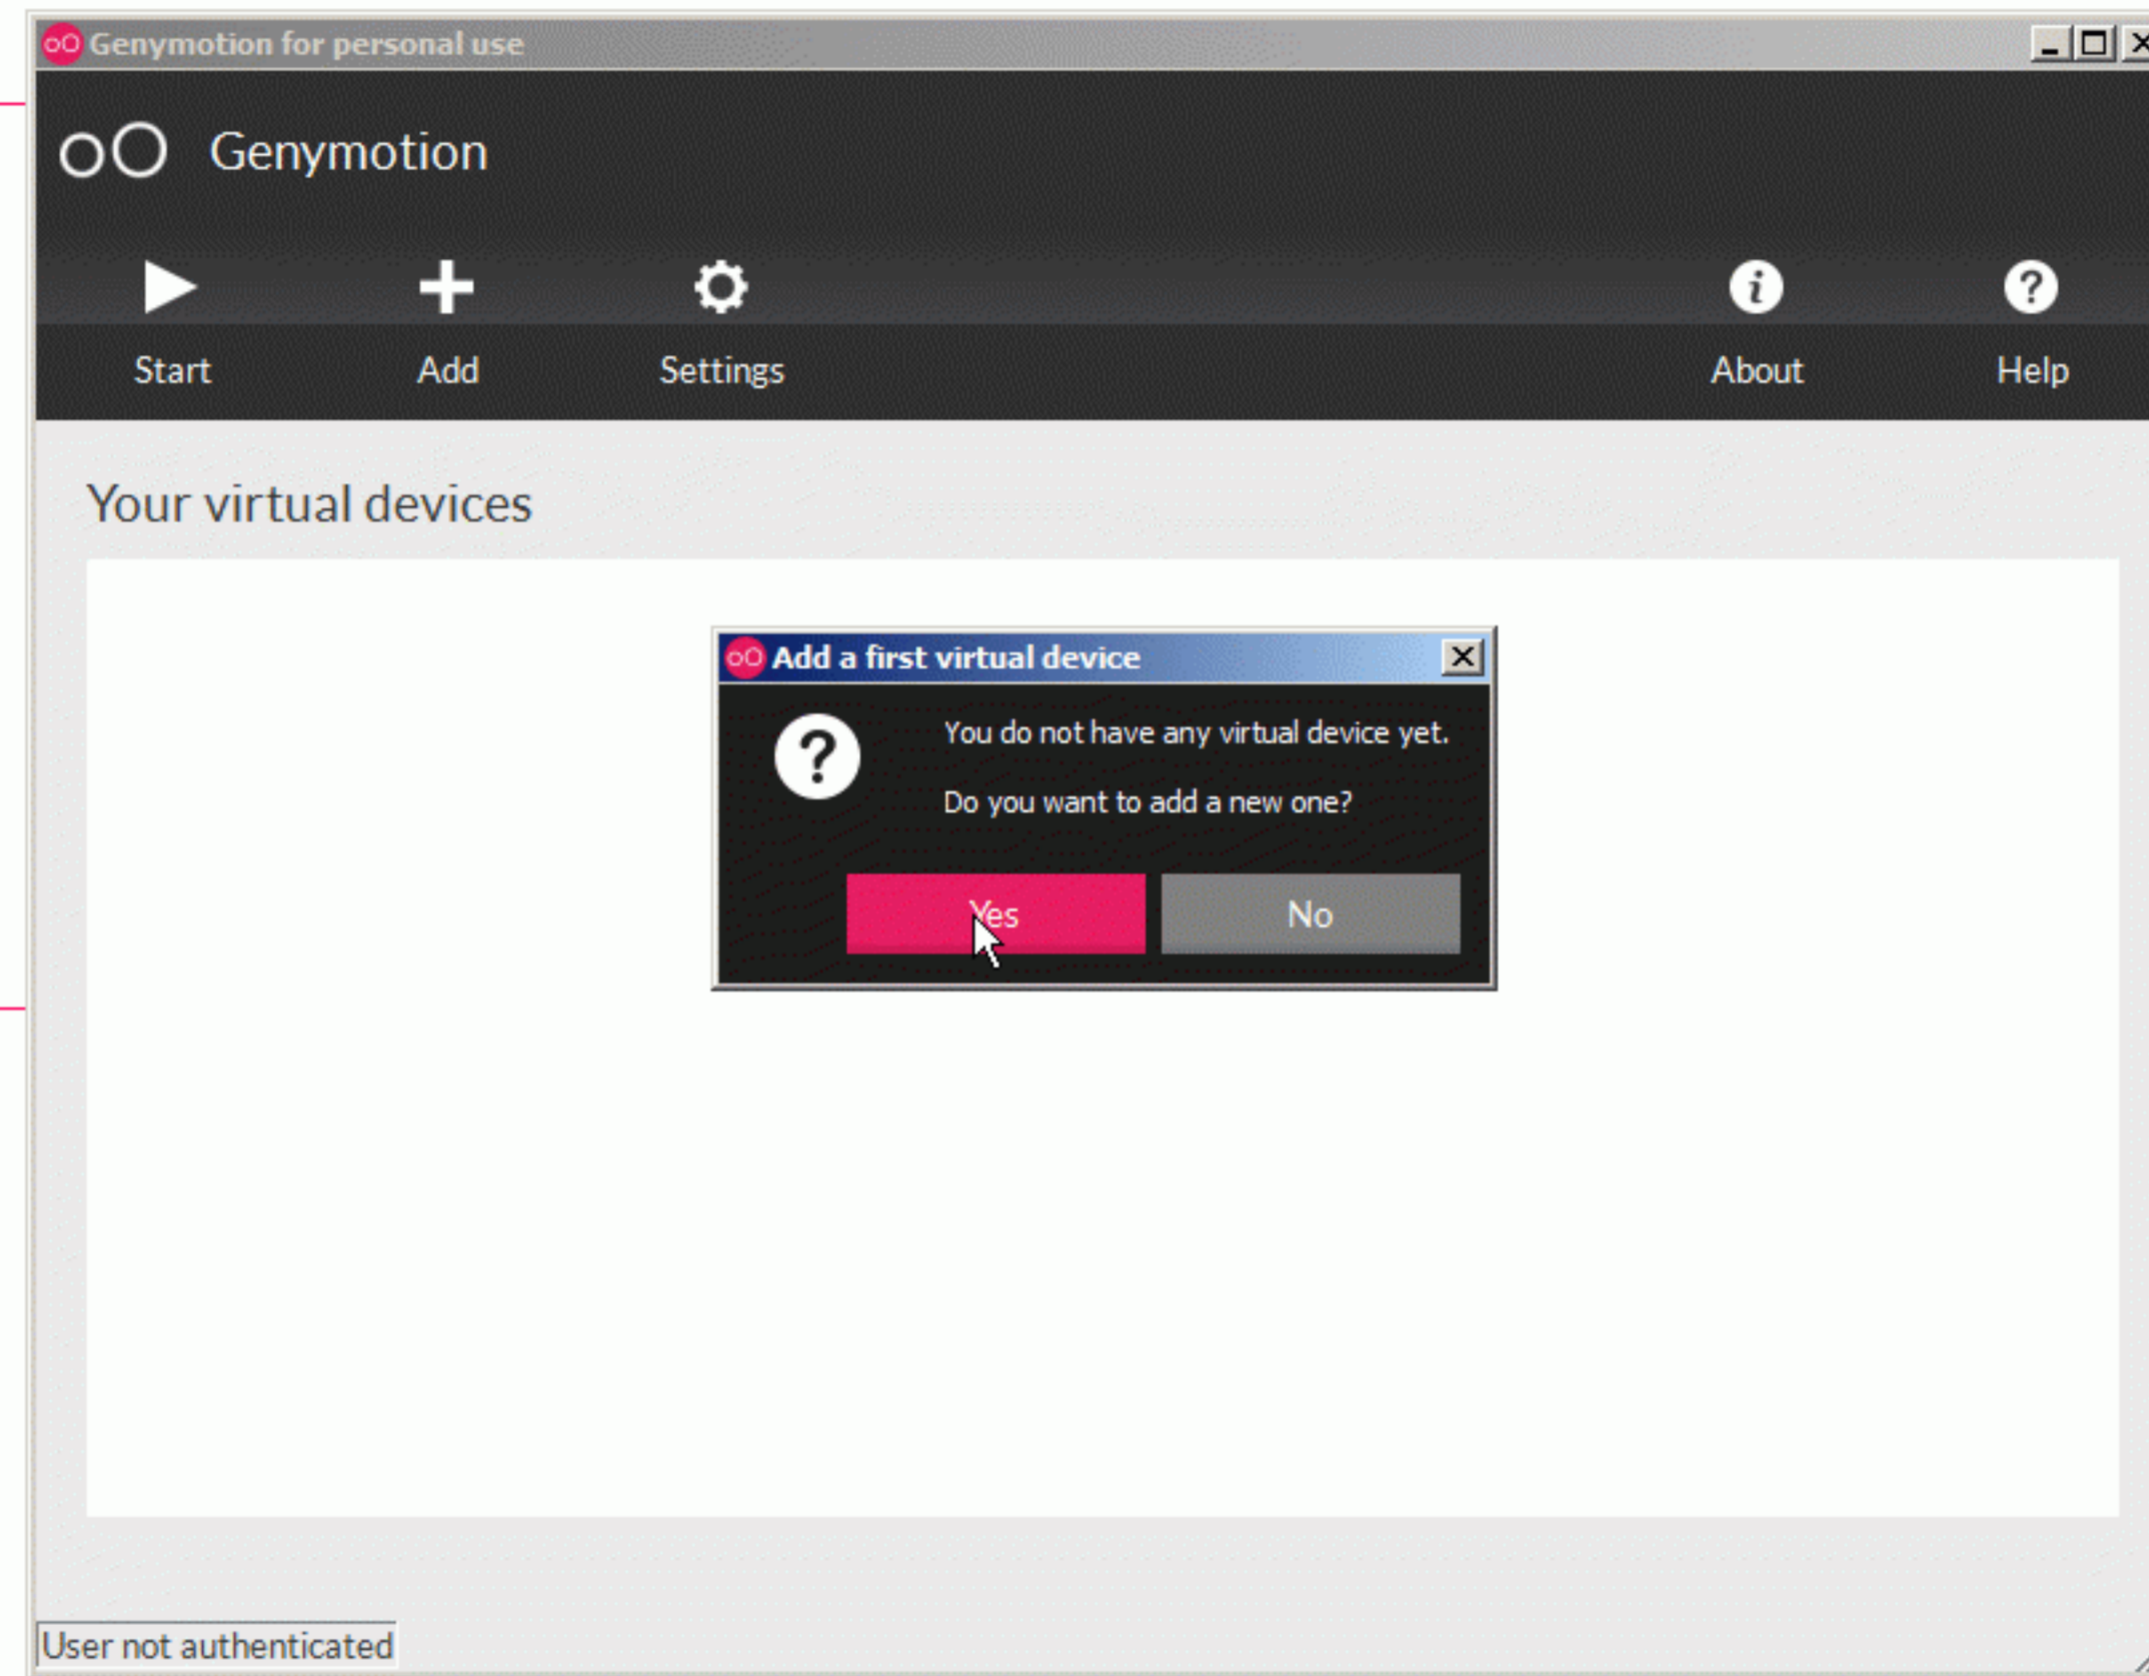 Genymotion for personal use
Genymotion
Start Add Settings About Help
Your virtual devices
Add a first virtual device
You do not have any virtual device yet.
Do you want to add a new one?
Yes No
User not authenticated